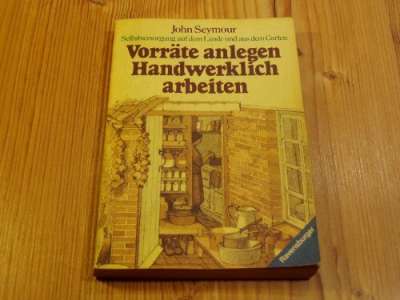 John Seymour
Selbstversorgung auf dem Lande und aus dem Garten
Vorräte anlegen
Handwerklich
arbeiten
Ravensburger